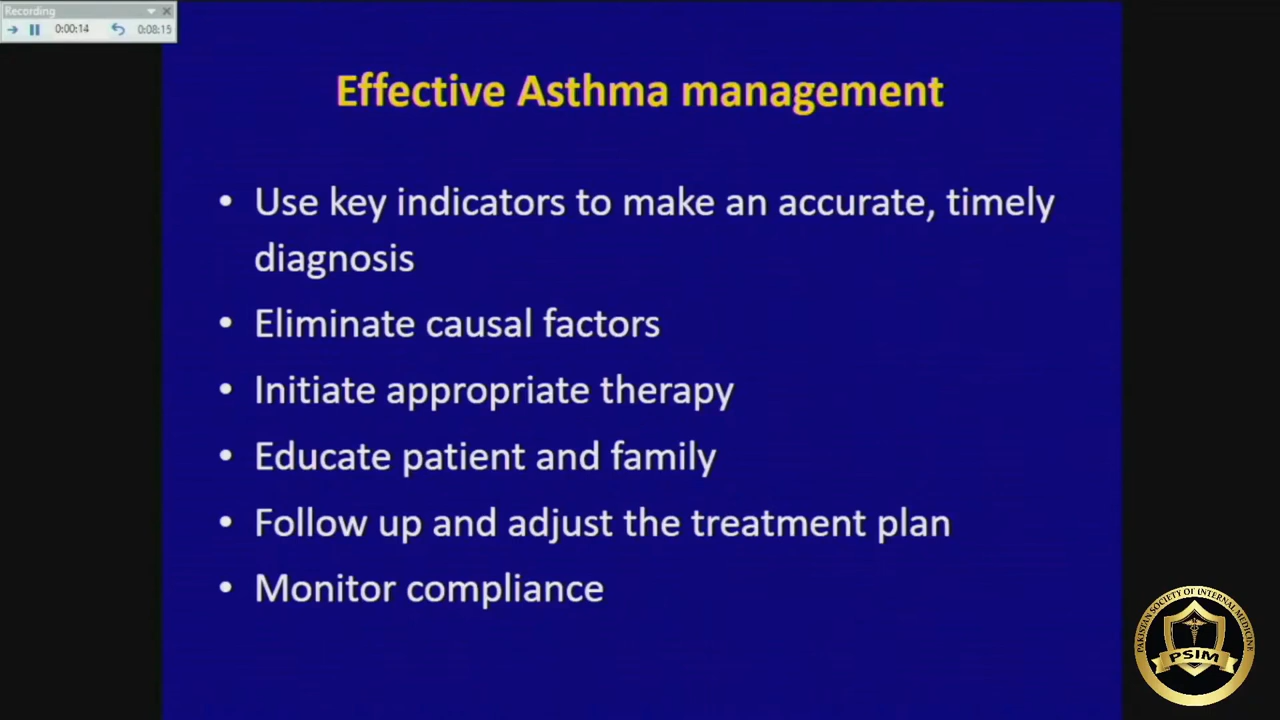 Recording
0:00:14
0:08:15
Effective Asthma management
• Use key indicators to make an accurate, timely
diagnosis
• Eliminate causal factors
• Initiate appropriate therapy
• Educate patient and family
• Follow up and adjust the treatment plan
• Monitor compliance
PAKISTAN SOCIETY OF INTERNAL MEDICINE
PSIM